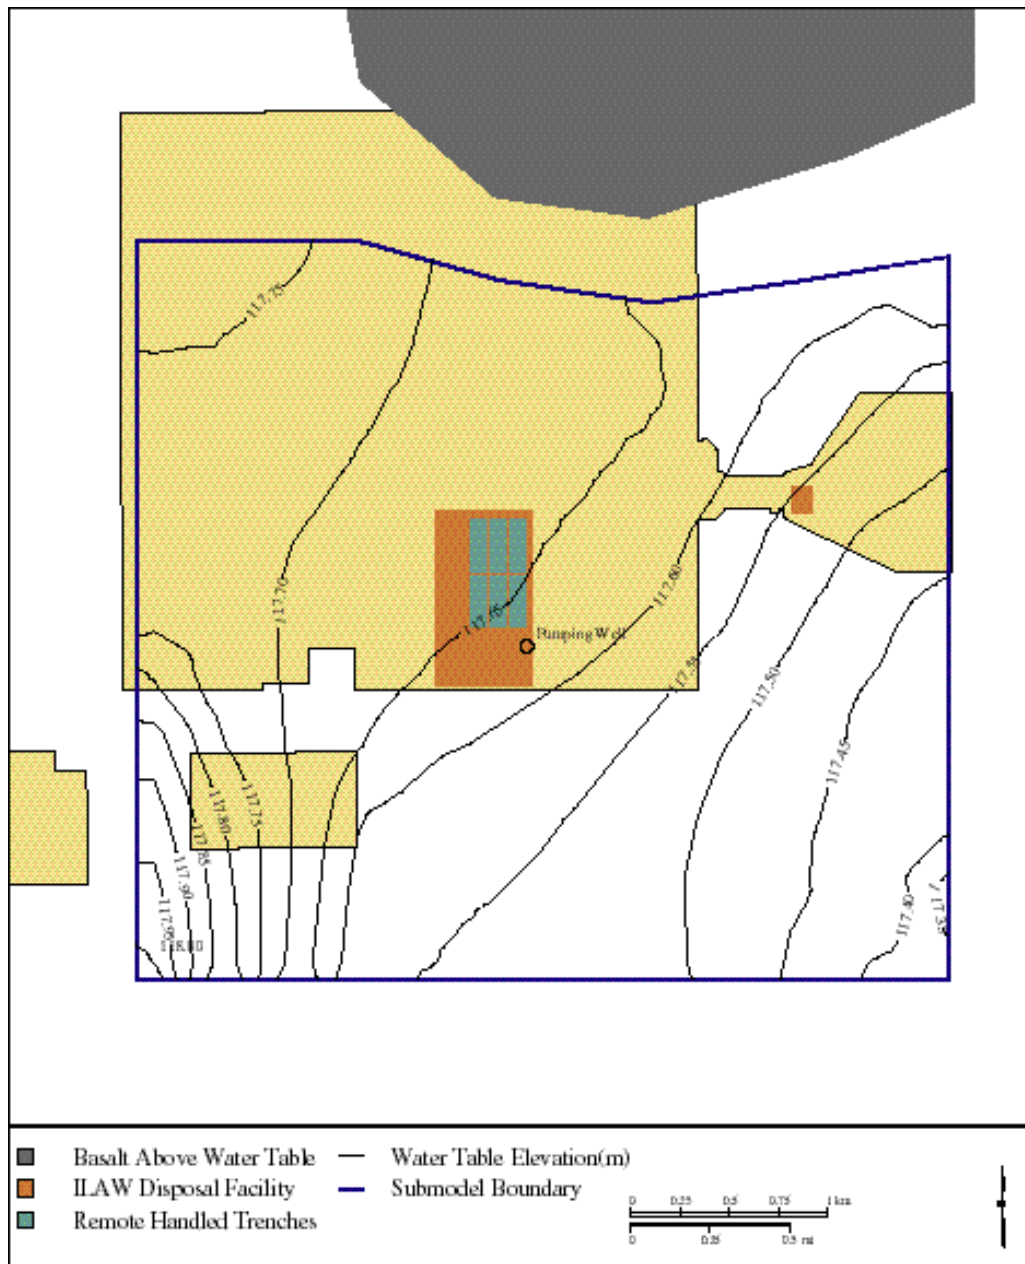 117.75
117.70
117.60
Pumping Well
117.55
117.50
117.75
117.80
117.45
117.85
117.90
117.95
117.40
117.35
Basalt Above Water Table
Water Table Elevation(m)
ILAW Disposal Facility
Submodel Boundary
Remote Handled Trenches
0 0.25 0.5 0.75 1 km
0 0.25 0.5 mi